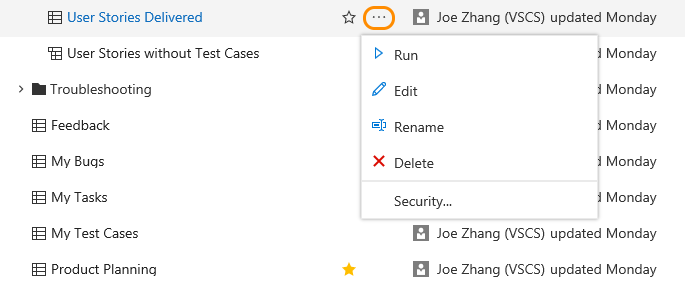 User Stories Delivered ... Joe Zhang (VSCS) updated Monday
User Stories without Test Cases d Monday
Run
Troubleshooting d Monday
Edit
Feedback d Monday
Rename
My Bugs d Monday
Delete
My Tasks d Monday
Security...
My Test Cases Joe Zhang (VSCS) updated Monday
Product Planning Joe Zhang (VSCS) updated Monday